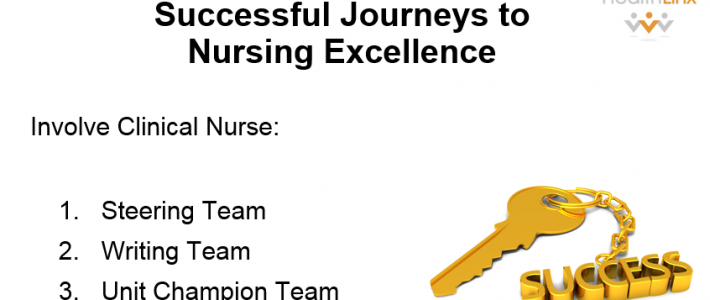 Successful Journeys to
Nursing Excellence
HealthLinx
Involve Clinical Nurse:
1. Steering Team
2. Writing Team
3. Unit Champion Team
SUCCESS